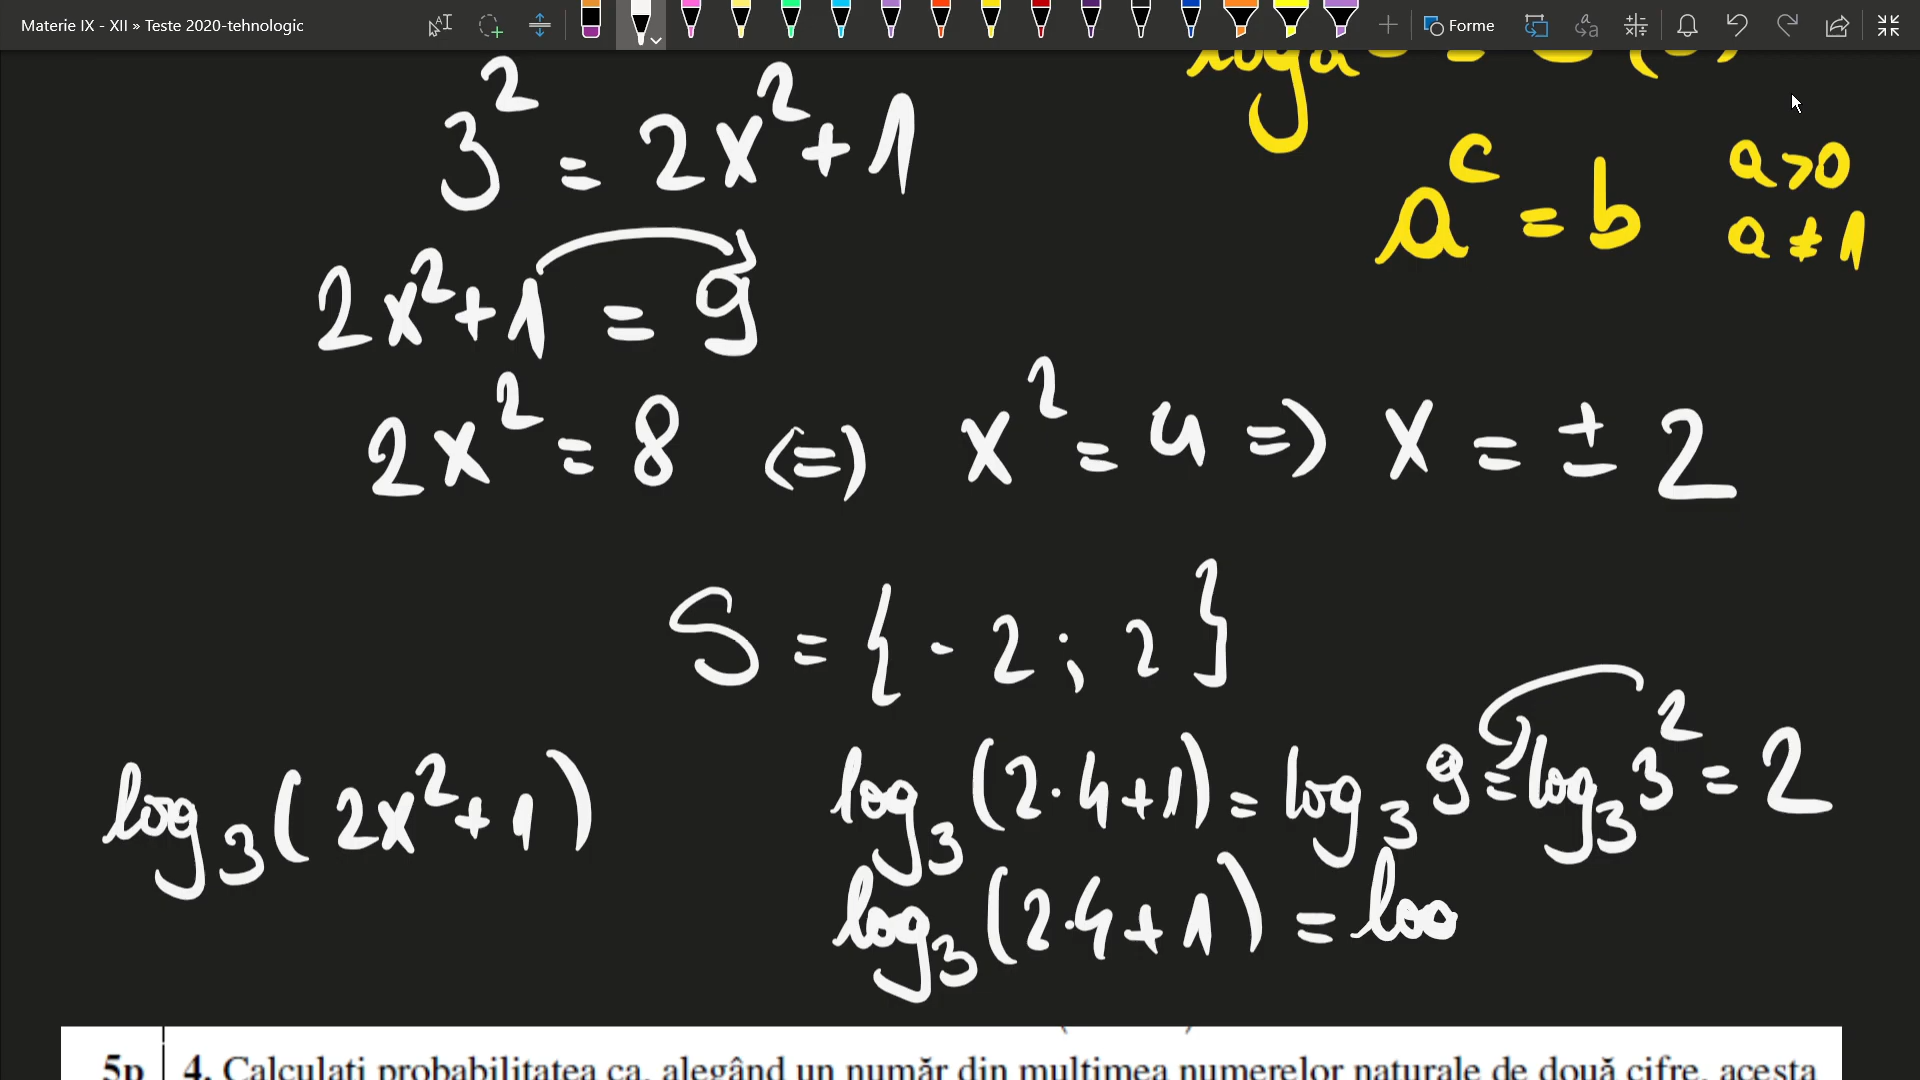 Materie IX - XII » Teste 2020-tehnologic
Forme
3² = 2x² + 1
a^c = b
a > 0
a ≠ 1
2x² + 1 = 9
2x² = 8 (=) x² = 4 =) x = ± 2
S = { - 2 ; 2 }
log₃ ( 2x² + 1 )
log₃ (2·4+1) = log₃ 9 = log₃ 3² = 2
log₃ (2·4+1) = loo
5p 4. Calculați probabilitatea ca, alegând un număr din mulțimea numerelor naturale de două cifre, acesta